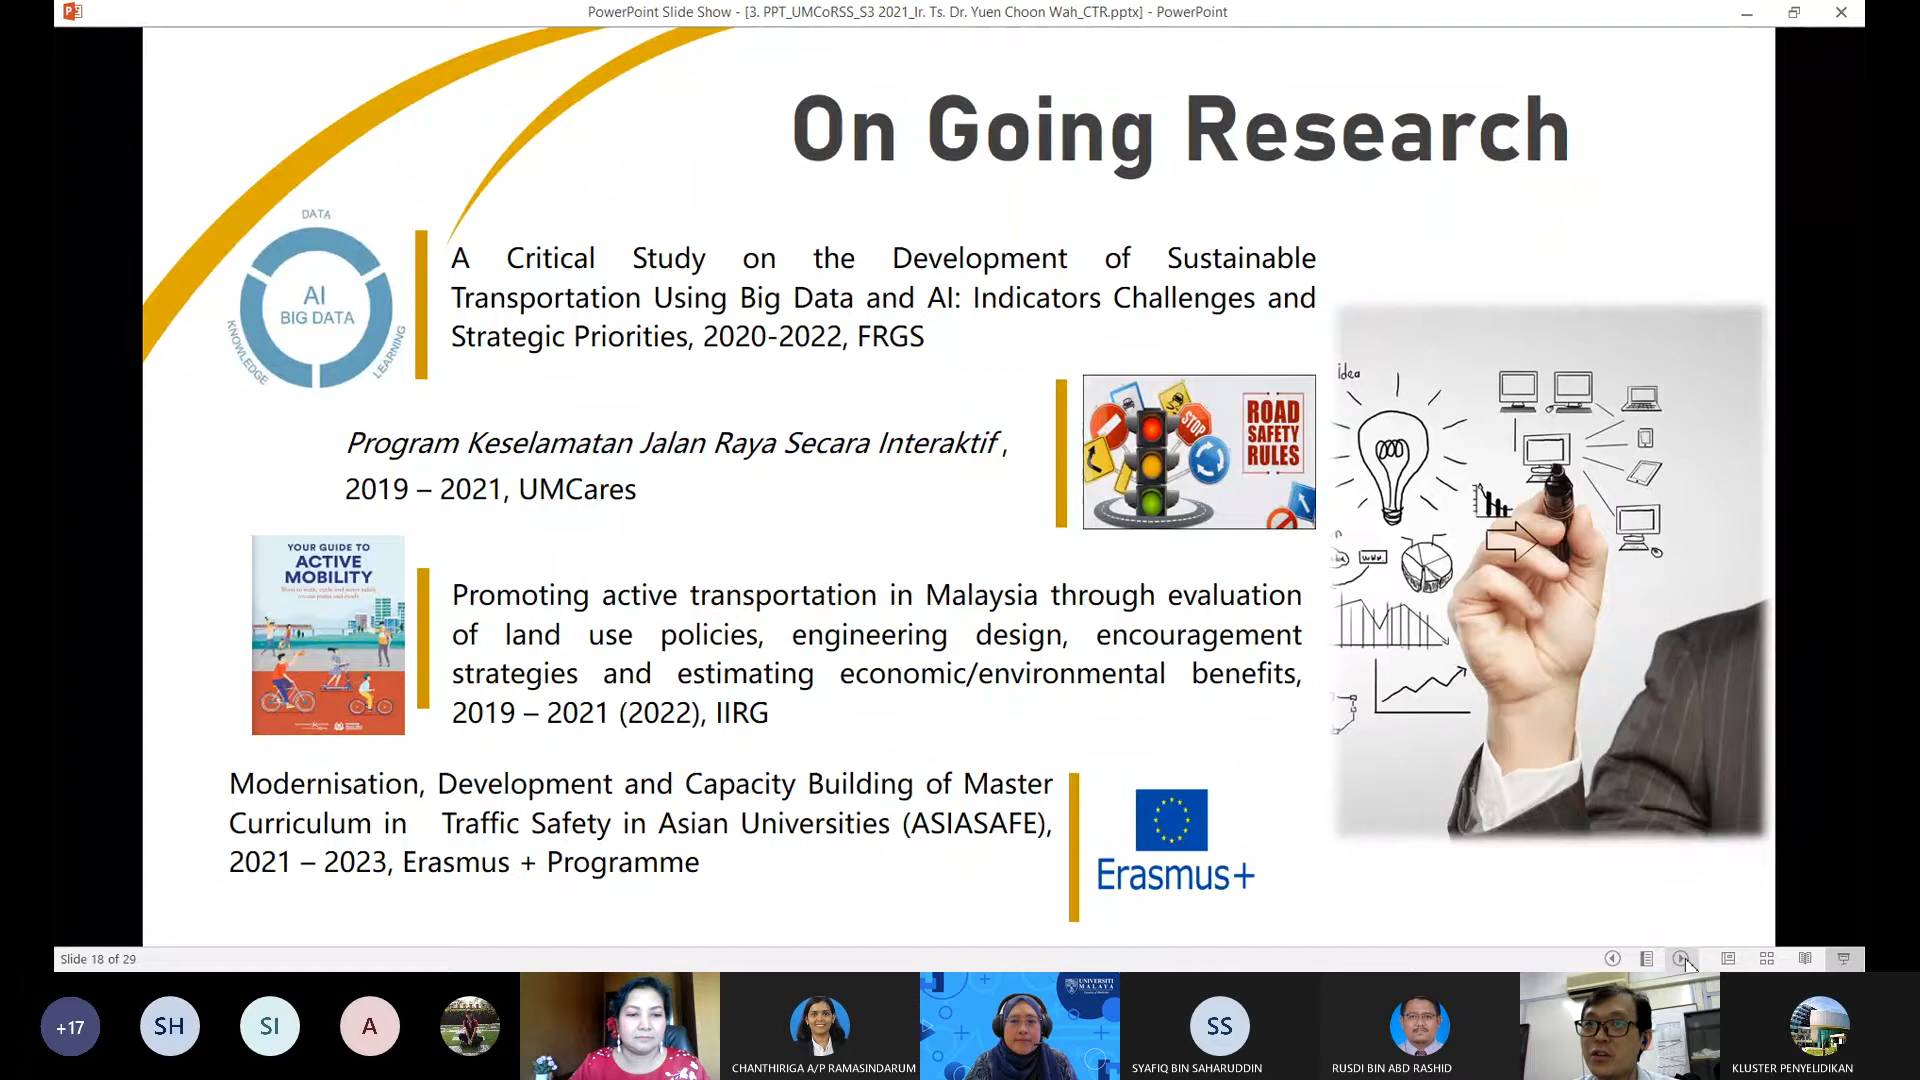 PowerPoint Slide Show - [3. PPT_UMCoRSS_S3 2021_Ir. Ts. Dr. Yuen Choon Wah_CTR.pptx] - PowerPoint
On Going Research
DATA
AI
BIG DATA
KNOWLEDGE
LEARNING
A Critical Study on the Development of Sustainable
Transportation Using Big Data and AI: Indicators Challenges and
Strategic Priorities, 2020-2022, FRGS
Program Keselamatan Jalan Raya Secara Interaktif,
2019 – 2021, UMCares
STOP
ROAD
SAFETY
RULES
idea
www.
YOUR GUIDE TO
ACTIVE
MOBILITY
Promoting active transportation in Malaysia through evaluation
of land use policies, engineering design, encouragement
strategies and estimating economic/environmental benefits,
2019 – 2021 (2022), IIRG
Modernisation, Development and Capacity Building of Master
Curriculum in Traffic Safety in Asian Universities (ASIASAFE),
2021 – 2023, Erasmus + Programme
Erasmus+
Slide 18 of 29
+17
SH
SI
A
CHANTHIRIGA A/P RAMASINDARUM
UNIVERSITI
MALAYA
SS
SYAFIQ BIN SAHARUDDIN
RUSDI BIN ABD RASHID
KLUSTER PENYELIDIKAN